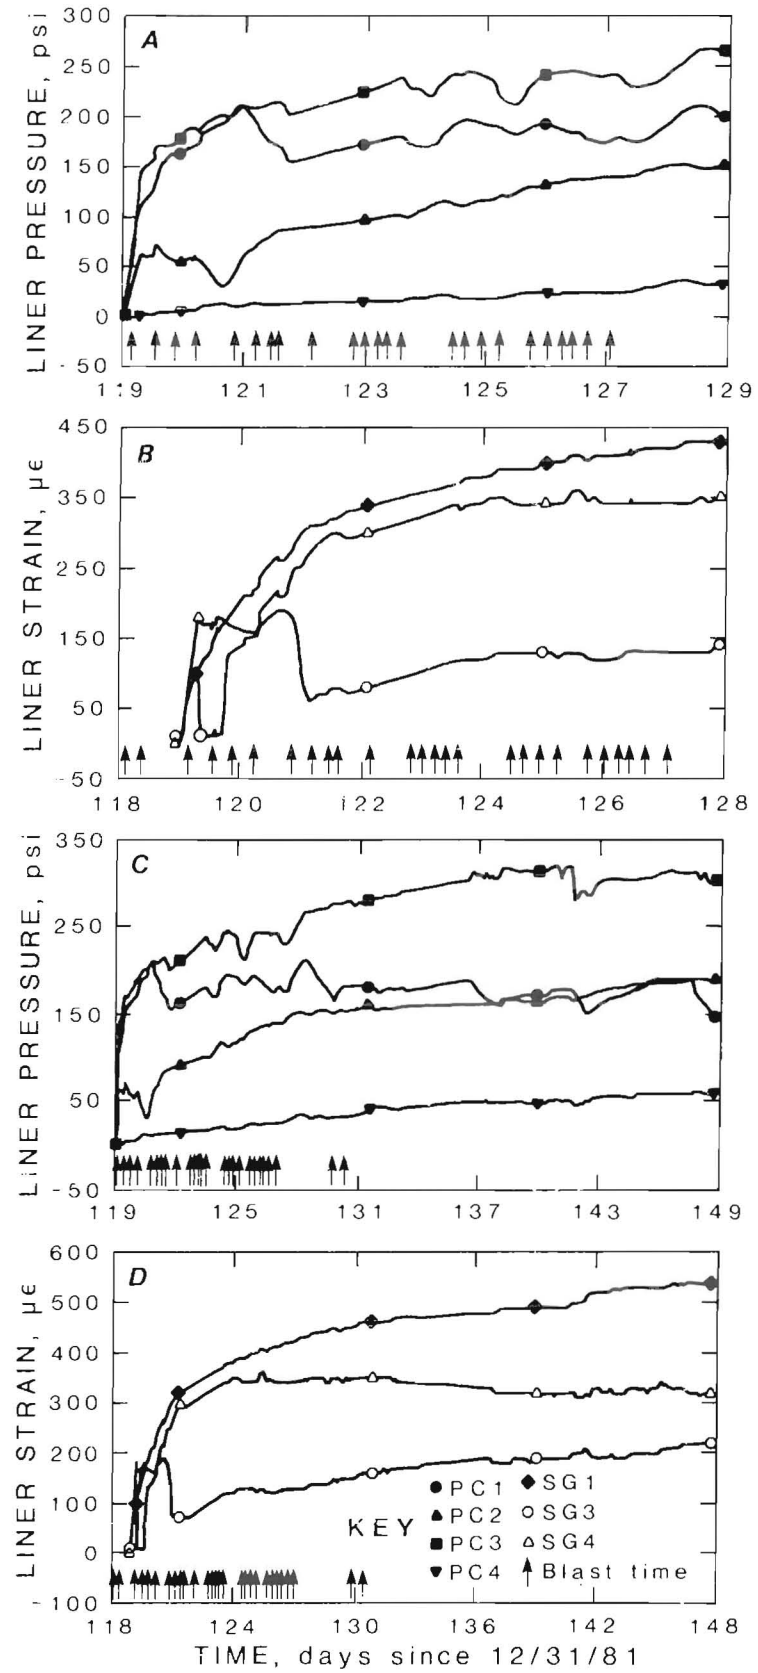 300
A
250
200
150
100
50
0
-50
LINER PRESSURE, psi
119 121 123 125 127 129
450
B
350
250
150
50
-50
LINER STRAIN, με
118 120 122 124 126 128
350
C
250
150
50
-50
LINER PRESSURE, psi
119 125 131 137 143 149
600
D
500
400
300
200
100
0
-100
LINER STRAIN, με
KEY
PC1 SG1
PC2 SG3
PC3 SG4
PC4 Blast time
118 124 130 136 142 148
TIME, days since 12/31/81